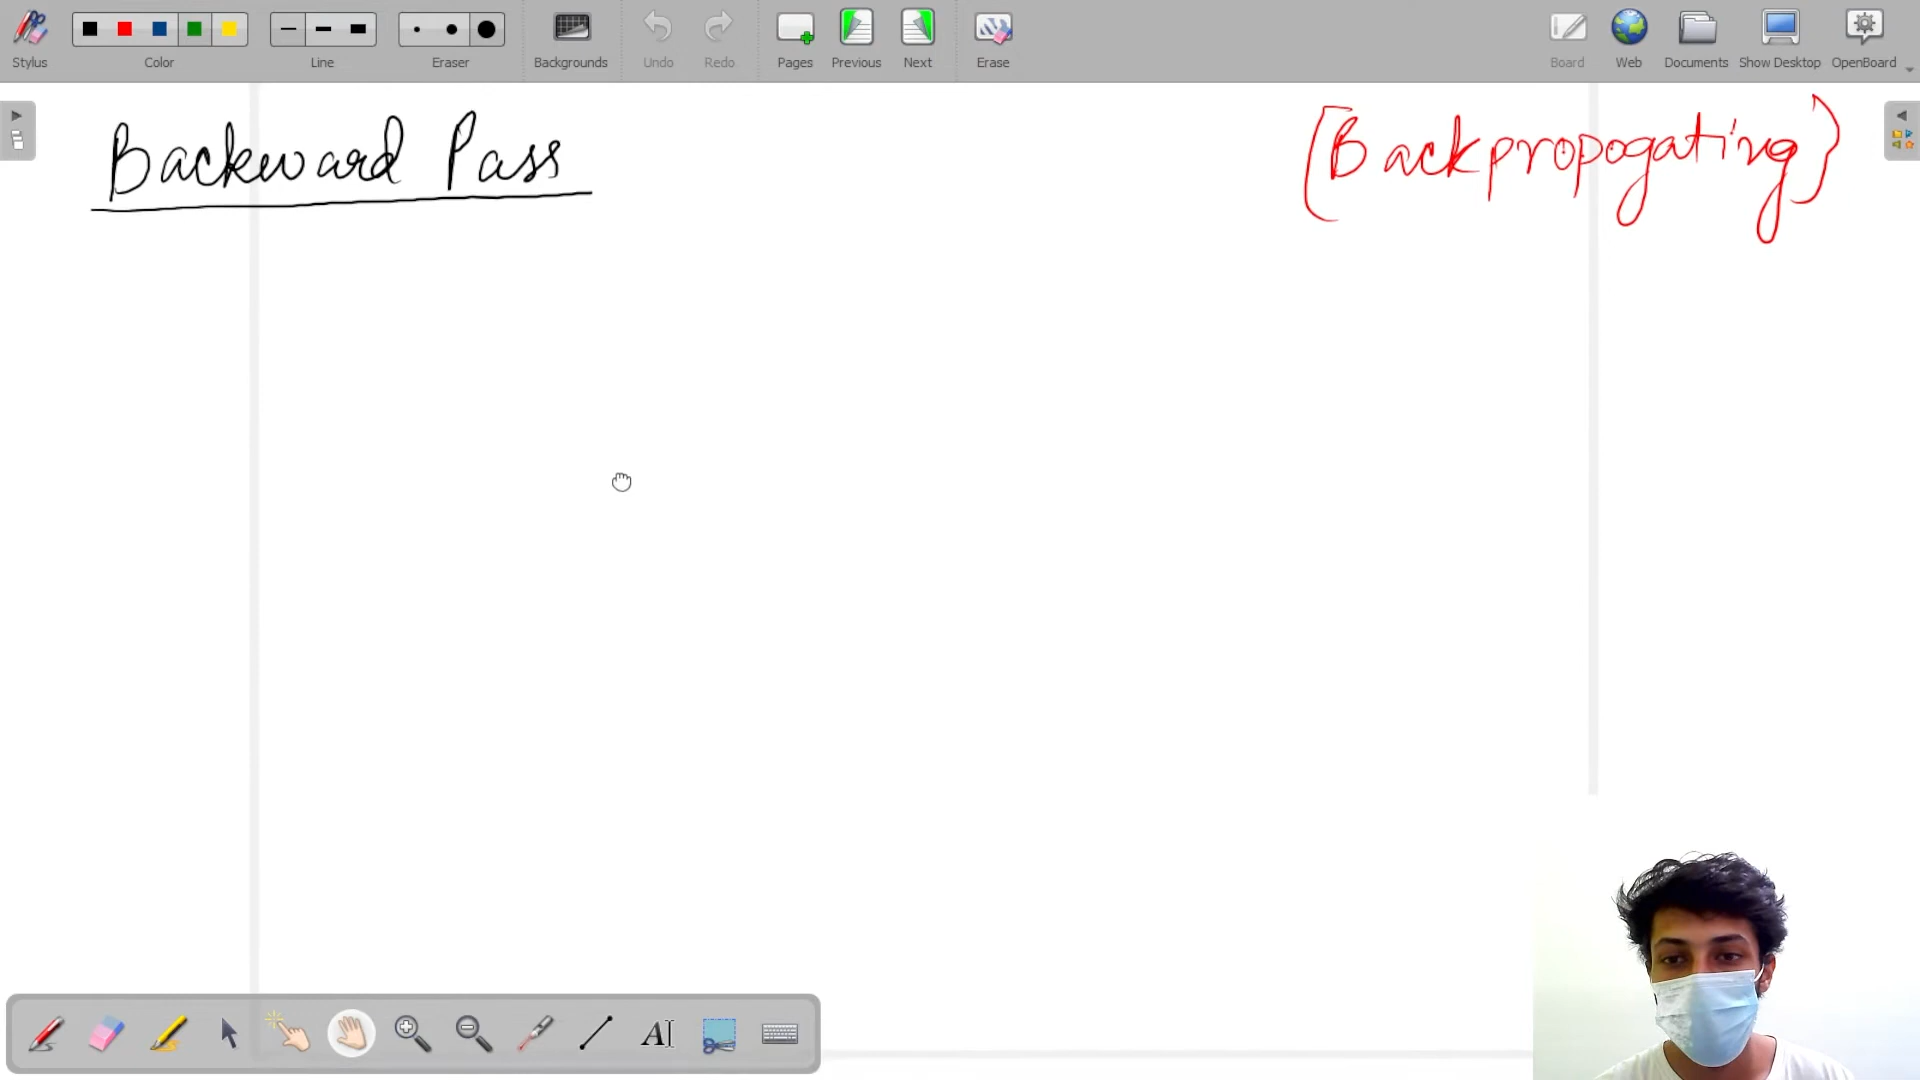 Stylus Color Line Eraser Backgrounds Undo Redo Pages Previous Next Erase Board Web Documents Show Desktop OpenBoard
Backward Pass
(Backpropogating)
AI